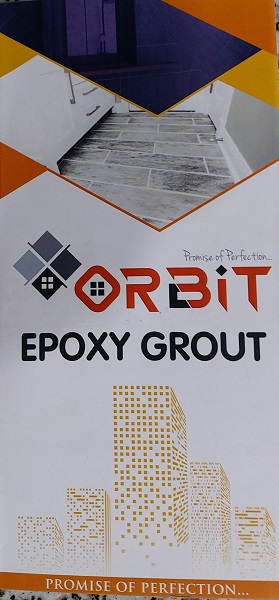 Promise of Perfection...
ORBiT
EPOXY GROUT
PROMISE OF PERFECTION...